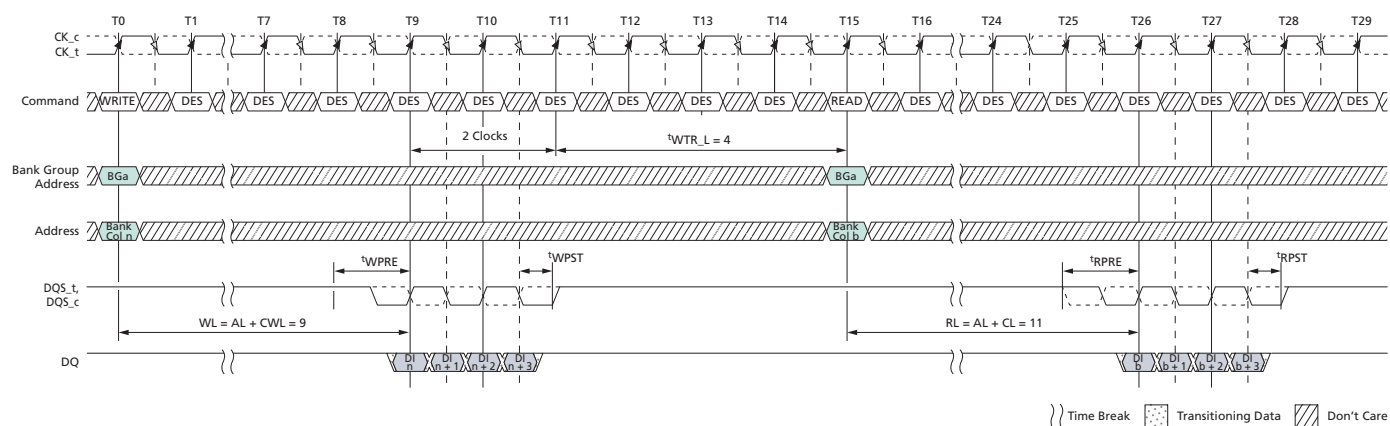 T0 T1 T7 T8 T9 T10 T11 T12 T13 T14 T15 T16 T24 T25 T26 T27 T28 T29
CK_c
CK_t
Command WRITE DES DES DES DES DES DES DES DES DES READ DES DES DES DES DES DES DES
2 Clocks tWTR_L = 4
Bank Group
Address BGa BGa
Address Bank
Col n Bank
Col b
tWPRE tWPST tRPRE tRPST
DQS_t,
DQS_c
WL = AL + CWL = 9 RL = AL + CL = 11
DQ DI
n DI
n + 1 DI
n + 2 DI
n + 3 DI
b DI
b + 1 DI
b + 2 DI
b + 3
Time Break Transitioning Data Don't Care